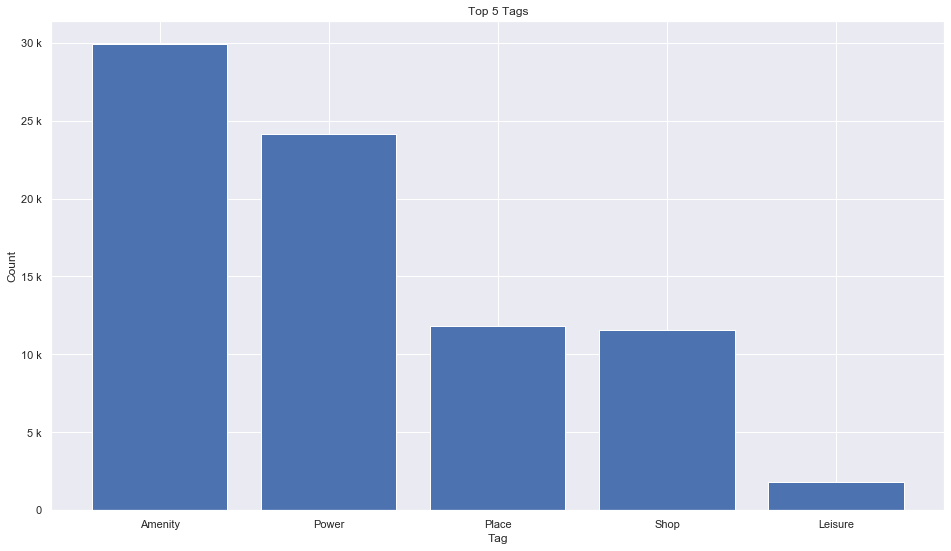 Top 5 Tags
30 k
25 k
20 k
15 k
10 k
5 k
0
Count
Amenity
Power
Place
Shop
Leisure
Tag